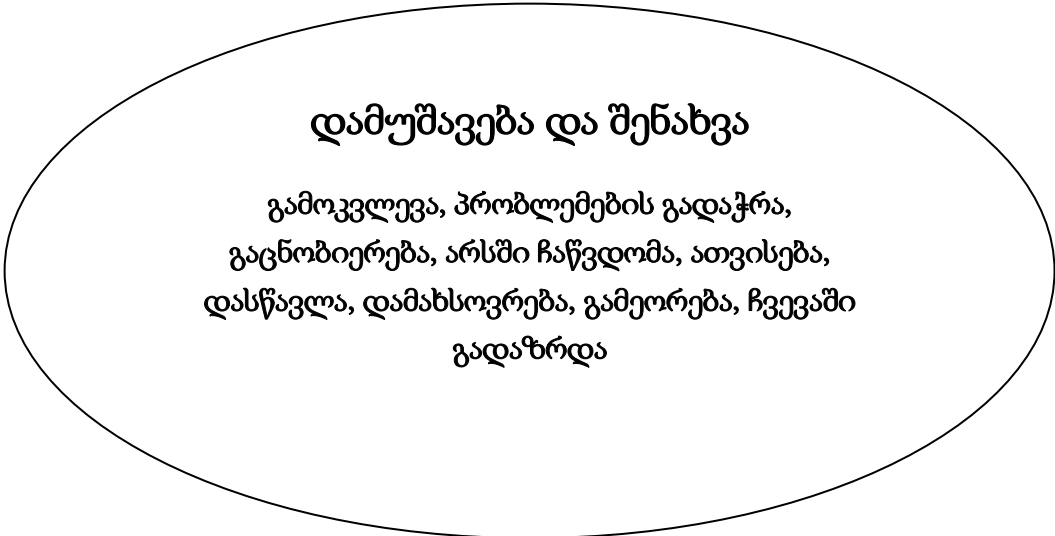 დამუშავება და შენახვა
გამოკვლევა, პრობლემების გადაჭრა,
გაცნობიერება, არსში ჩაწვდომა, ათვისება,
დასწავლა, დამახსოვრება, გამეორება, ჩვევაში
გადაზრდა